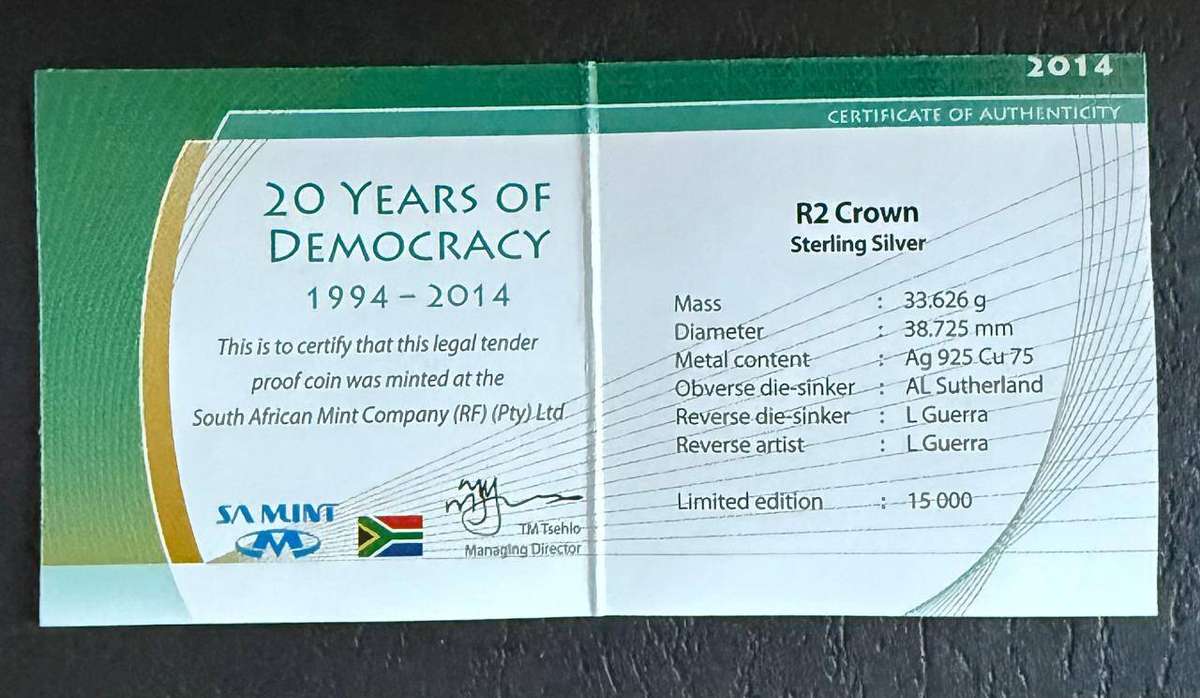 20 YEARS OF
DEMOCRACY
1994 – 2014
This is to certify that this legal tender
proof coin was minted at the
South African Mint Company (RF) (Pty) Ltd
SA MINT
TM Tsehlo
Managing Director
2014
CERTIFICATE OF AUTHENTICITY
R2 Crown
Sterling Silver
Mass : 33.626 g
Diameter : 38.725 mm
Metal content : Ag 925 Cu 75
Obverse die-sinker : AL Sutherland
Reverse die-sinker : L Guerra
Reverse artist : L Guerra
Limited edition : 15 000